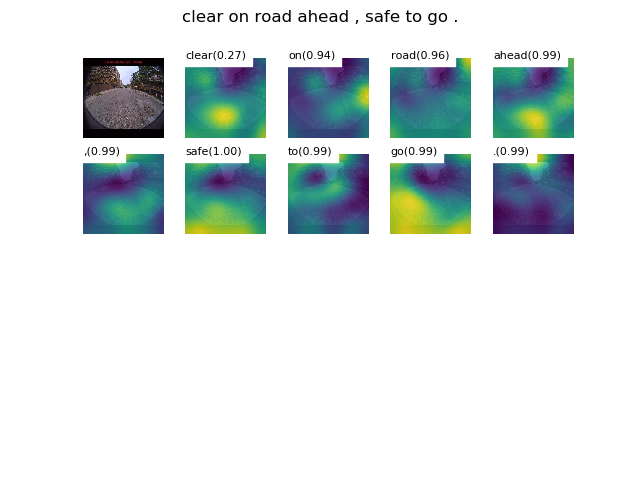 clear on road ahead , safe to go .
clear(0.27) on(0.94) road(0.96) ahead(0.99)
,(0.99) safe(1.00) to(0.99) go(0.99) .(0.99)